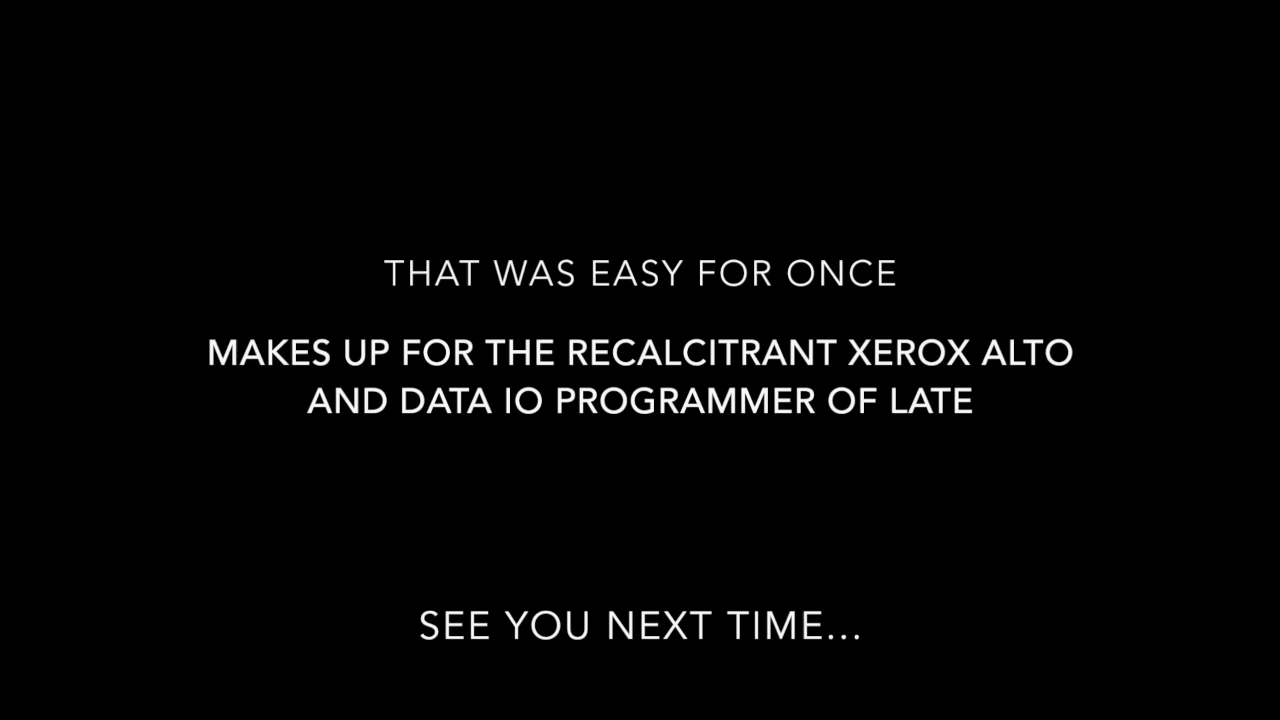 THAT WAS EASY FOR ONCE
MAKES UP FOR THE RECALCITRANT XEROX ALTO
AND DATA IO PROGRAMMER OF LATE
SEE YOU NEXT TIME...